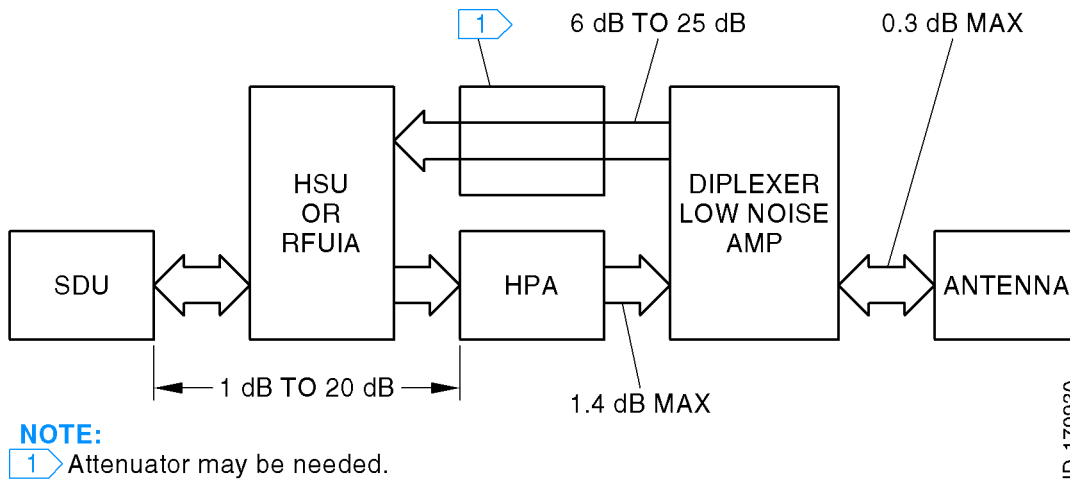 1
6 dB TO 25 dB
0.3 dB MAX
HSU
OR
RFUIA
DIPLEXER
LOW NOISE
AMP
SDU
HPA
ANTENNA
1 dB TO 20 dB
1.4 dB MAX
NOTE:
1 Attenuator may be needed.